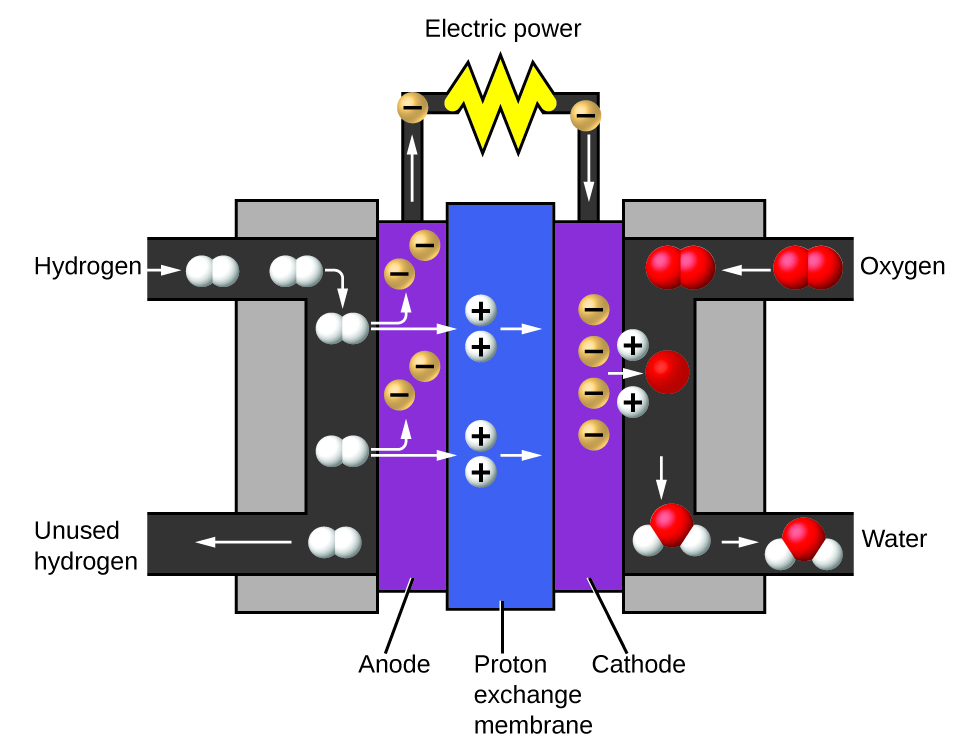 Electric power
Hydrogen
Oxygen
Unused
hydrogen
Water
Anode
Proton
exchange
membrane
Cathode